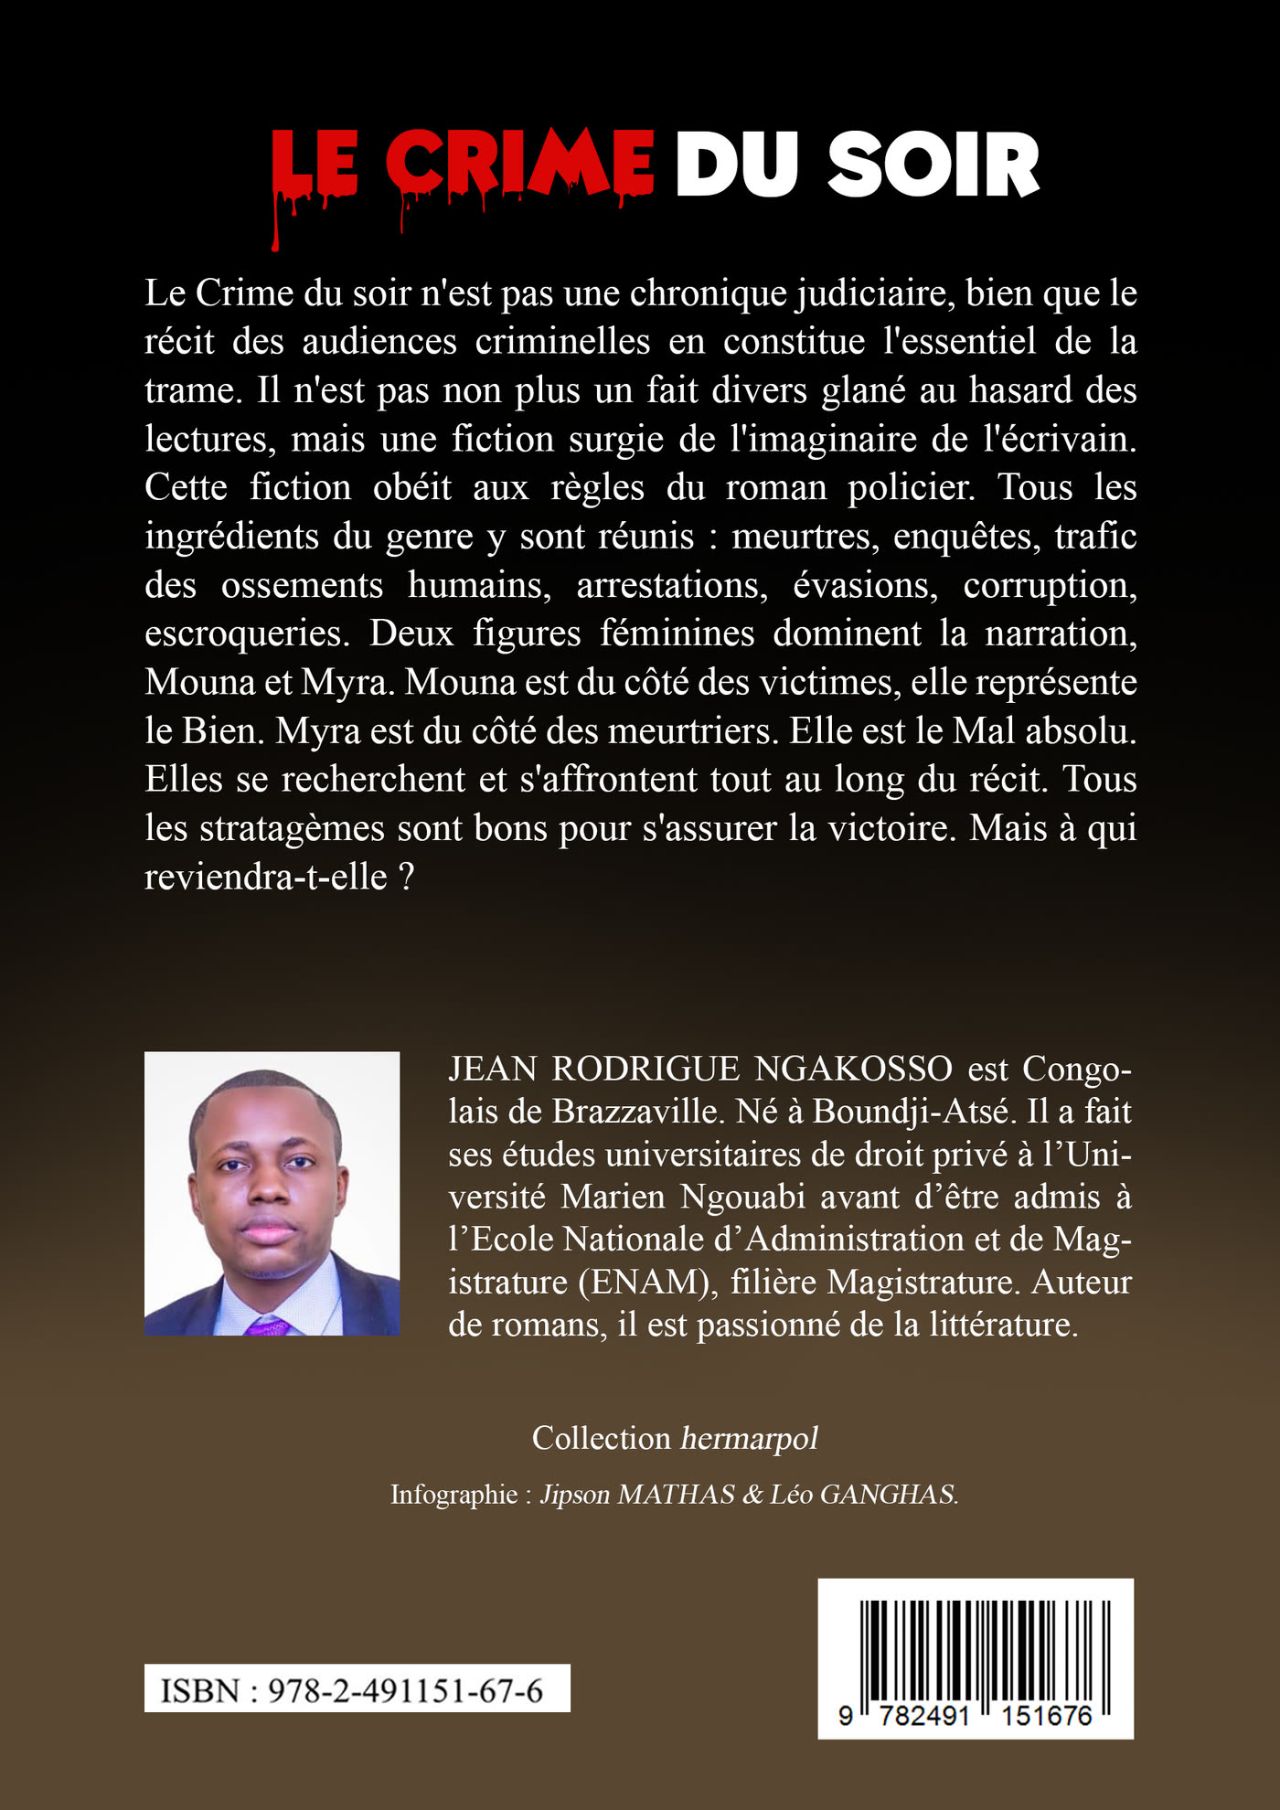 LE CRIME DU SOIR
Le Crime du soir n'est pas une chronique judiciaire, bien que le
récit des audiences criminelles en constitue l'essentiel de la
trame. Il n'est pas non plus un fait divers glané au hasard des
lectures, mais une fiction surgie de l'imaginaire de l'écrivain.
Cette fiction obéit aux règles du roman policier. Tous les
ingrédients du genre y sont réunis : meurtres, enquêtes, trafic
des ossements humains, arrestations, évasions, corruption,
escroqueries. Deux figures féminines dominent la narration,
Mouna et Myra. Mouna est du côté des victimes, elle représente
le Bien. Myra est du côté des meurtriers. Elle est le Mal absolu.
Elles se recherchent et s'affrontent tout au long du récit. Tous
les stratagèmes sont bons pour s'assurer la victoire. Mais à qui
reviendra-t-elle ?
JEAN RODRIGUE NGAKOSSO est Congo-
lais de Brazzaville. Né à Boundji-Atsé. Il a fait
ses études universitaires de droit privé à l’Uni-
versité Marien Ngouabi avant d’être admis à
l’Ecole Nationale d’Administration et de Mag-
istrature (ENAM), filière Magistrature. Auteur
de romans, il est passionné de la littérature.
Collection hermarpol
Infographie : Jipson MATHAS & Léo GANGHAS.
ISBN : 978-2-491151-67-6
9 782491 151676